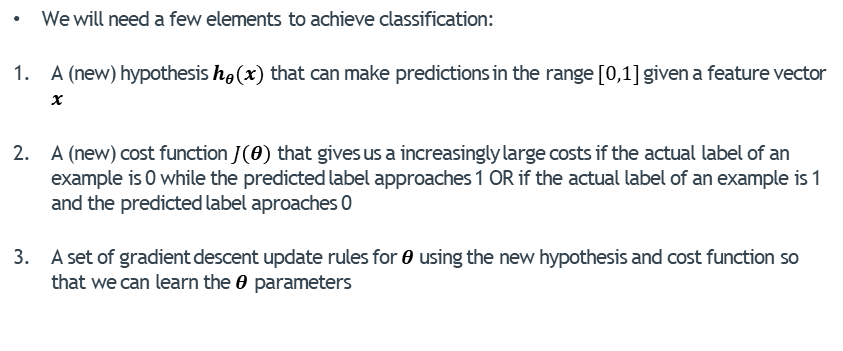 • We will need a few elements to achieve classification:
1. A (new) hypothesis hθ(x) that can make predictions in the range [0,1] given a feature vector
x
2. A (new) cost function J(θ) that gives us a increasingly large costs if the actual label of an
example is 0 while the predicted label approaches 1 OR if the actual label of an example is 1
and the predicted label aproaches 0
3. A set of gradient descent update rules for θ using the new hypothesis and cost function so
that we can learn the θ parameters